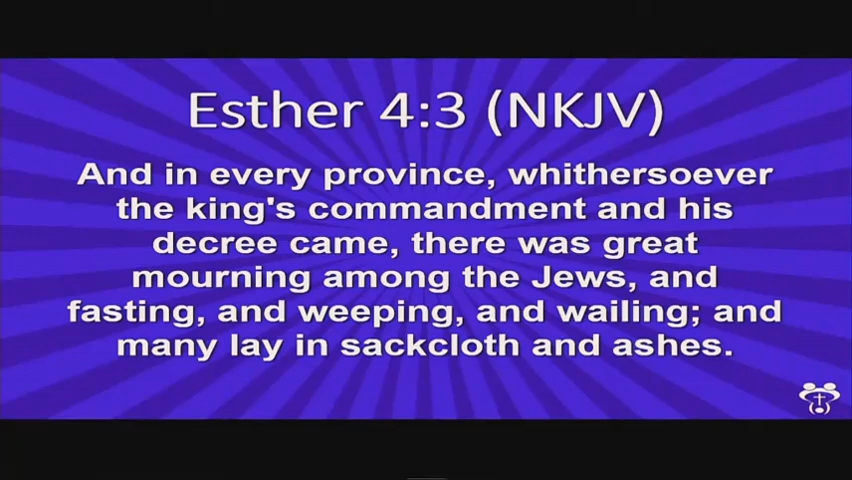 Esther 4:3 (NKJV)
And in every province, whithersoever
the king's commandment and his
decree came, there was great
mourning among the Jews, and
fasting, and weeping, and wailing; and
many lay in sackcloth and ashes.